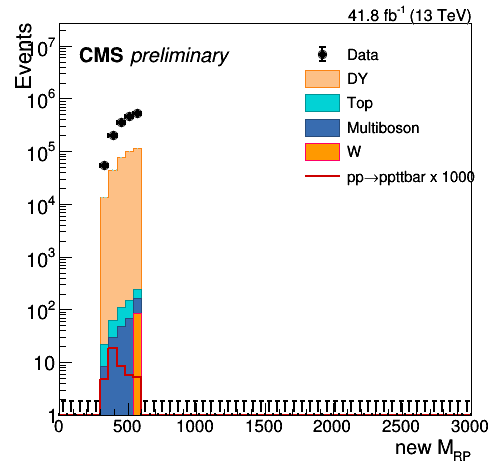 41.8 fb⁻¹ (13 TeV)
Events
CMS preliminary
Data
DY
Top
Multiboson
W
pp→ppttbar x 1000
10⁷
10⁶
10⁵
10⁴
10³
10²
10
1
0 500 1000 1500 2000 2500 3000
new M_RP